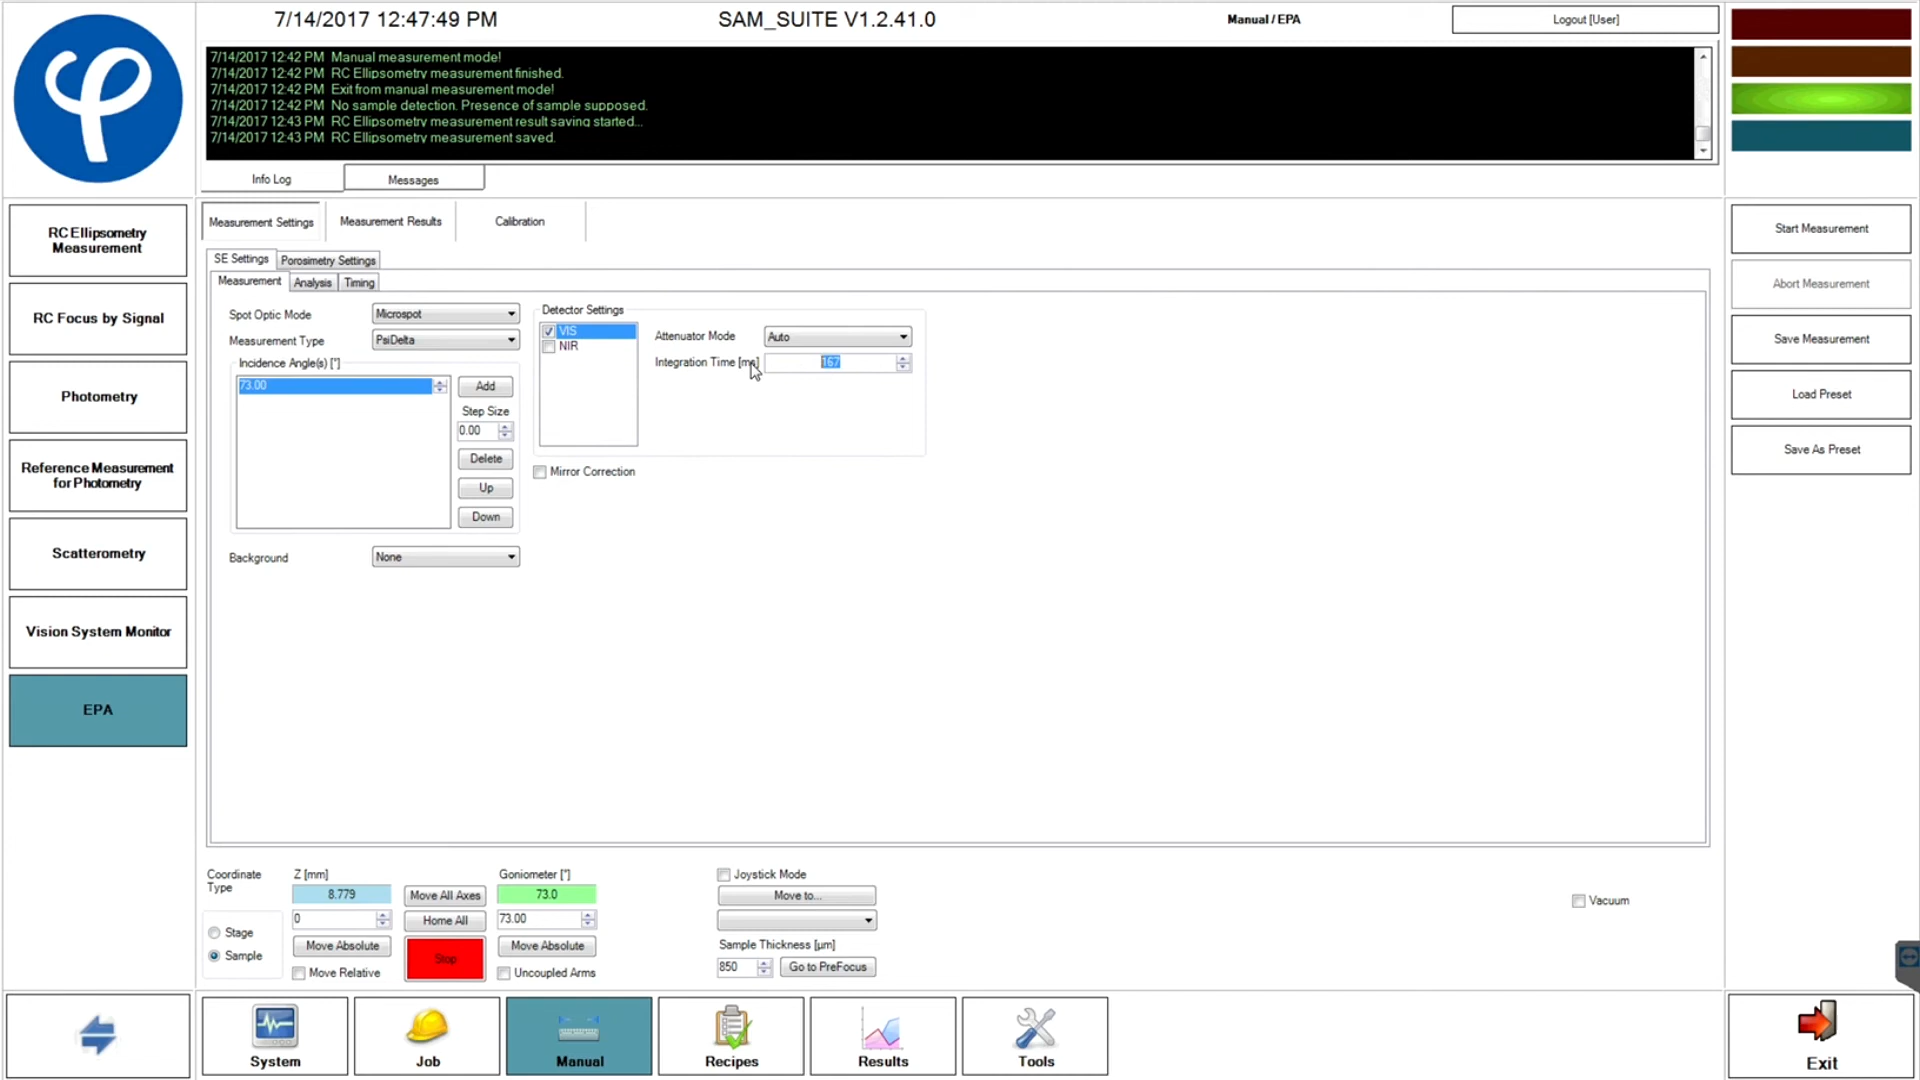 7/14/2017 12:47:49 PM
SAM_SUITE V1.2.41.0
Manual / EPA
Logout [User]
7/14/2017 12:42 PM Manual measurement mode!
7/14/2017 12:42 PM RC Ellipsometry measurement finished.
7/14/2017 12:42 PM Exit from manual measurement mode!
7/14/2017 12:42 PM No sample detection. Presence of sample supposed.
7/14/2017 12:43 PM RC Ellipsometry measurement result saving started...
7/14/2017 12:43 PM RC Ellipsometry measurement saved.
Info Log
Messages
RC Ellipsometry
Measurement
RC Focus by Signal
Photometry
Reference Measurement
for Photometry
Scatterometry
Vision System Monitor
EPA
Measurement Settings
Measurement Results
Calibration
SE Settings
Porosimetry Settings
Measurement
Analysis
Timing
Spot Optic Mode
Microspot
Measurement Type
PsiDelta
Incidence Angle(s) [°]
73.00
Add
Step Size
0.00
Delete
Up
Down
Background
None
Detector Settings
VIS
NIR
Attenuator Mode
Auto
Integration Time [ms]
167
Mirror Correction
Start Measurement
Abort Measurement
Save Measurement
Load Preset
Save As Preset
Coordinate
Type
Stage
Sample
Z [mm]
8.779
0
Move Absolute
Move Relative
Move All Axes
Home All
Stop
Goniometer [°]
73.0
73.00
Move Absolute
Uncoupled Arms
Joystick Mode
Move to...
Sample Thickness [µm]
850
Go to PreFocus
Vacuum
System
Job
Manual
Recipes
Results
Tools
Exit